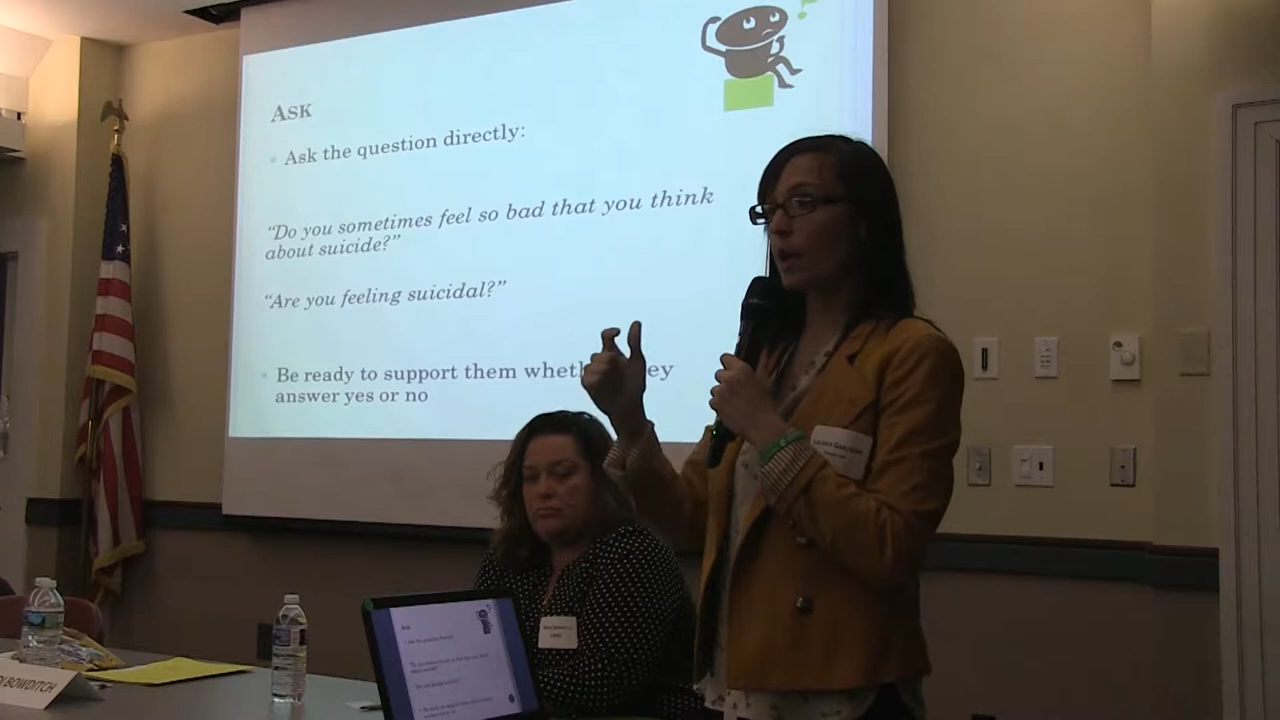 ASK
Ask the question directly:
“Do you sometimes feel so bad that you think
about suicide?”
“Are you feeling suicidal?”
Be ready to support them ey
answer yes or no
BOWDITCH
Ask